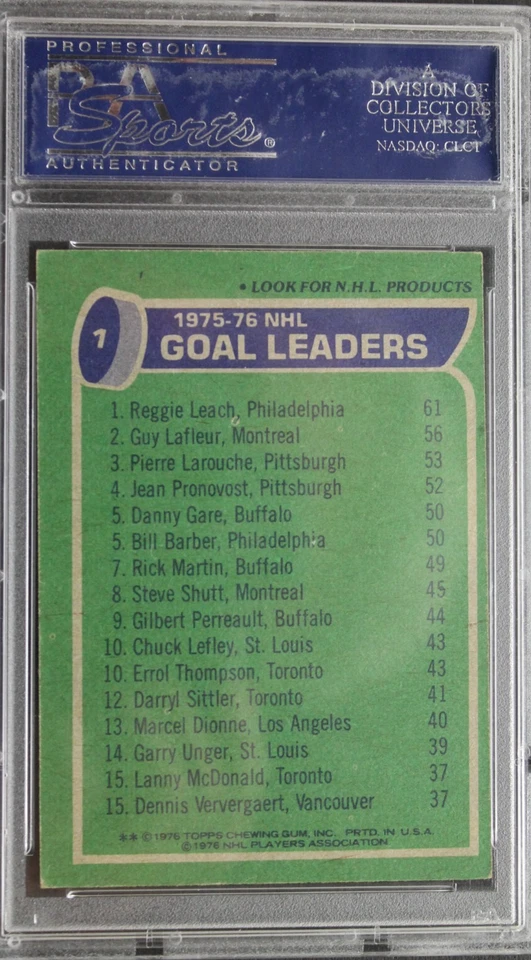 PROFESSIONAL
PSA
Sports®
AUTHENTICATOR
A
DIVISION OF
COLLECTORS
UNIVERSE
NASDAQ: CLCT
• LOOK FOR N.H.L. PRODUCTS
1
1975-76 NHL
GOAL LEADERS
1. Reggie Leach, Philadelphia 61
2. Guy Lafleur, Montreal 56
3. Pierre Larouche, Pittsburgh 53
4. Jean Pronovost, Pittsburgh 52
5. Danny Gare, Buffalo 50
5. Bill Barber, Philadelphia 50
7. Rick Martin, Buffalo 49
8. Steve Shutt, Montreal 45
9. Gilbert Perreault, Buffalo 44
10. Chuck Lefley, St. Louis 43
10. Errol Thompson, Toronto 43
12. Darryl Sittler, Toronto 41
13. Marcel Dionne, Los Angeles 40
14. Garry Unger, St. Louis 39
15. Lanny McDonald, Toronto 37
15. Dennis Ververgaert, Vancouver 37
** © 1976 TOPPS CHEWING GUM, INC. PRTD. IN U.S.A.
© 1976 NHL PLAYERS ASSOCIATION